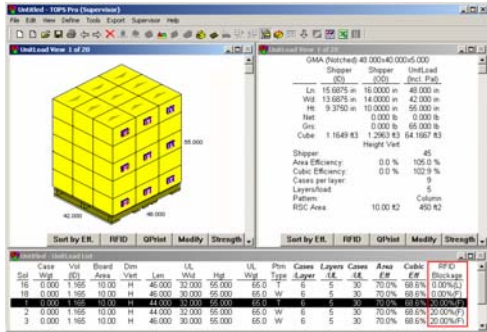 Untitled - TOPS Pro (Supervisor)
File Edit View Define Tools Export Supervisor Help
Untitled - UnitLoad View 1 of 20
55.000
42.000
48.000
Sort by Eff. RFID QPrint Modify Strength
UnitLoad View 1 of 20
GMA (Notched) 48.000x40.000x5.000
Shipper Shipper UnitLoad
(ID) (OD) (Incl. Pal)
Ln: 15.6875 in 16.0000 in 48.000 in
Wd: 13.6875 in 14.0000 in 42.000 in
Ht: 9.3750 in 10.0000 in 55.000 in
Net: 0.000 lb 0.000 lb
Grs: 0.000 lb 65.000 lb
Cube: 1.1649 ft3 1.2963 ft3 64.1667 ft3
Height Vert
Shipper: 45
Area Efficiency: 0.0 % 105.0 %
Cubic Efficiency: 0.0 % 102.9 %
Cases per layer: 9
Layers/load: 5
Pattern: Column
RSC Area: 10.00 ft2 450 ft2
Sort by Eff. RFID QPrint Modify Strength
Untitled - UnitLoad List
Case Vol Board Dim UL UL Ptrn Cases Layers Cases Area Cubic RFID
Sol Wgt (ID) Area Vert Len Wid Hgt Wgt Type /Layer /UL /UL Eff Eff Blockage
16 0.000 1.165 10.00 H 46.000 32.000 55.000 65.0 T 6 5 30 70.0% 68.6% 0.00%(L)
18 0.000 1.165 10.00 H 46.000 32.000 55.000 65.0 W 6 5 30 70.0% 68.6% 0.00%(F)
1 0.000 1.165 10.00 H 44.000 32.000 55.000 65.0 T 6 5 30 70.0% 68.6% 20.00%(F)
2 0.000 1.165 10.00 H 44.000 32.000 55.000 65.0 W 6 5 30 70.0% 68.6% 20.00%(F)
3 0.000 1.165 10.00 H 46.000 30.000 55.000 65.0 W 6 5 30 70.0% 68.6% 20.00%(F)